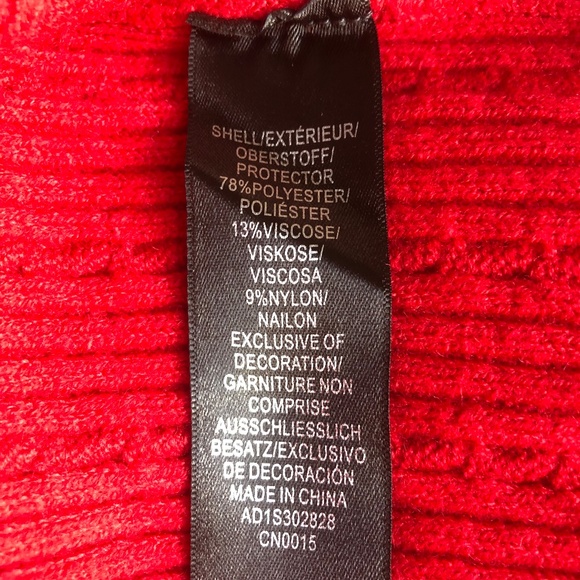 SHELL/EXTÉRIEUR/
OBERSTOFF/
PROTECTOR
78%POLYESTER/
POLIÉSTER
13%VISCOSE/
VISKOSE/
VISCOSA
9%NYLON/
NAILON
EXCLUSIVE OF
DECORATION/
GARNITURE NON
COMPRISE
AUSSCHLIESSLICH
BESATZ/EXCLUSIVO
DE DECORACIÓN
MADE IN CHINA
AD1S302828
CN0015